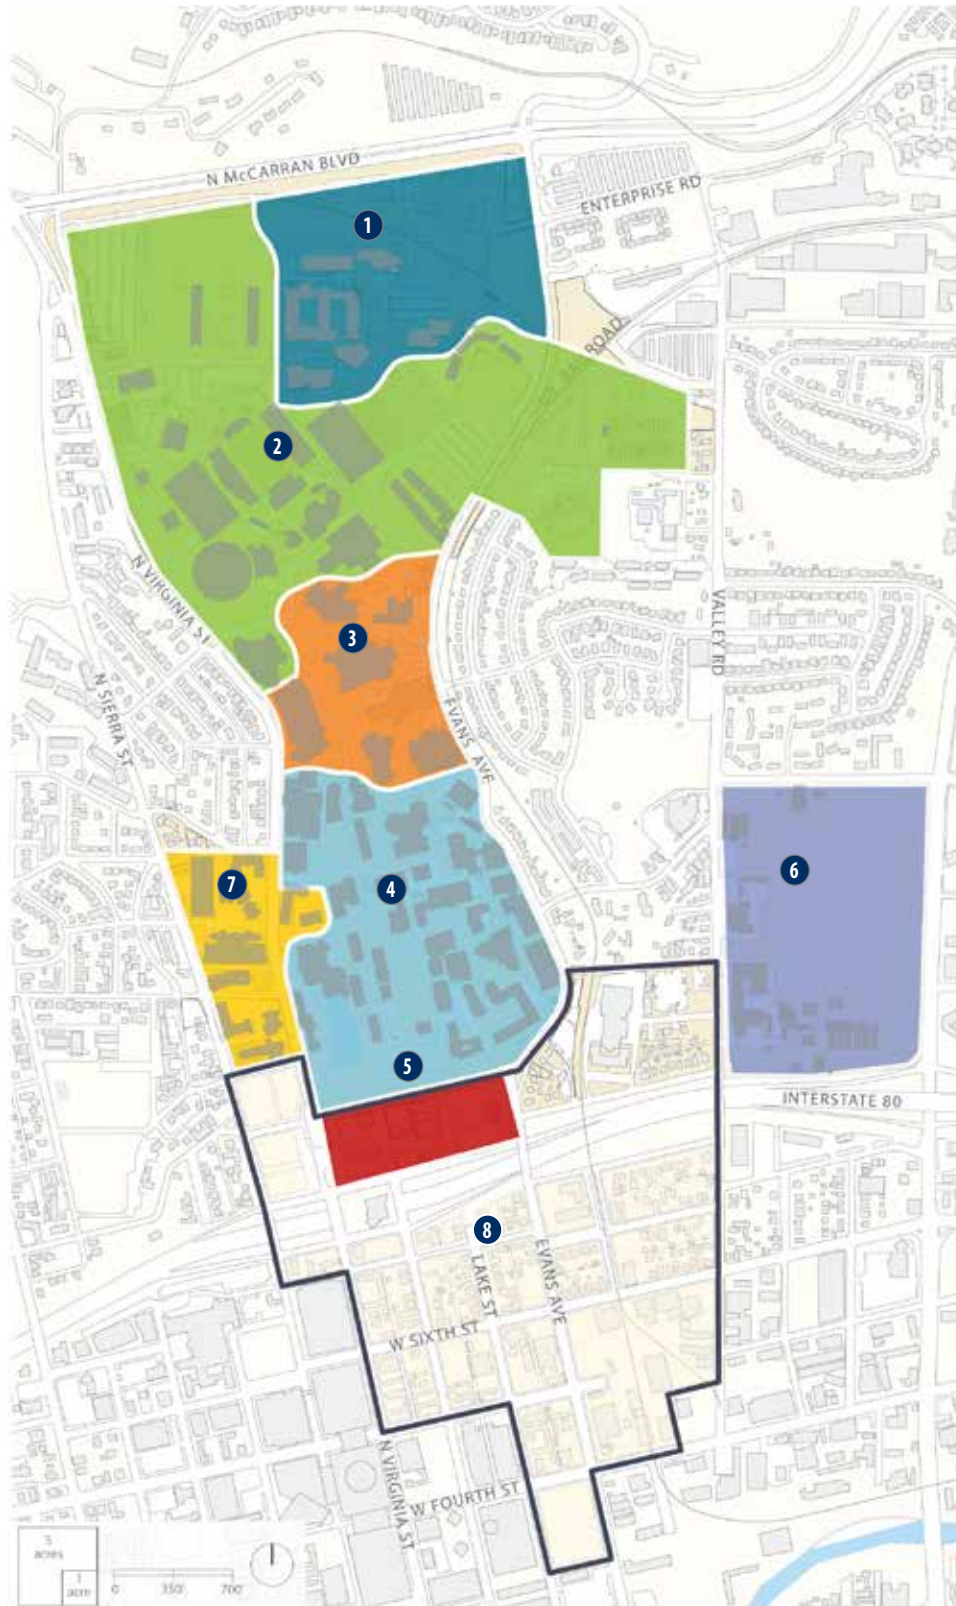 N McCARRAN BLVD
ENTERPRISE RD
1
ROAD
2
N VIRGINIA ST
3
VALLEY RD
N SIERRA ST
EVANS AVE
7
4
6
5
INTERSTATE 80
8
LAKE ST
EVANS AVE
W SIXTH ST
N VIRGINIA ST
W FOURTH ST
5 acres
1 acre
0 350' 700'